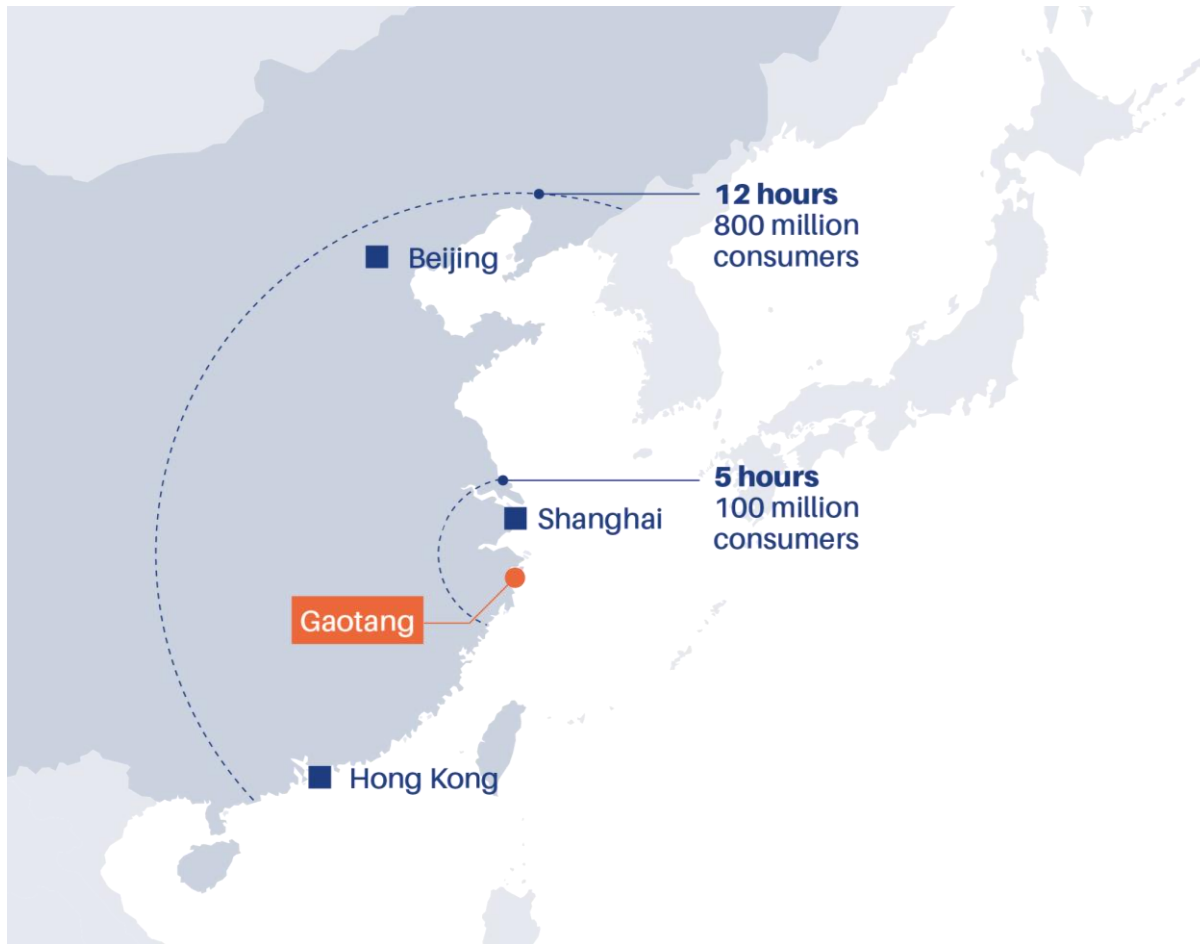 12 hours
800 million
consumers
Beijing
5 hours
100 million
consumers
Shanghai
Gaotang
Hong Kong